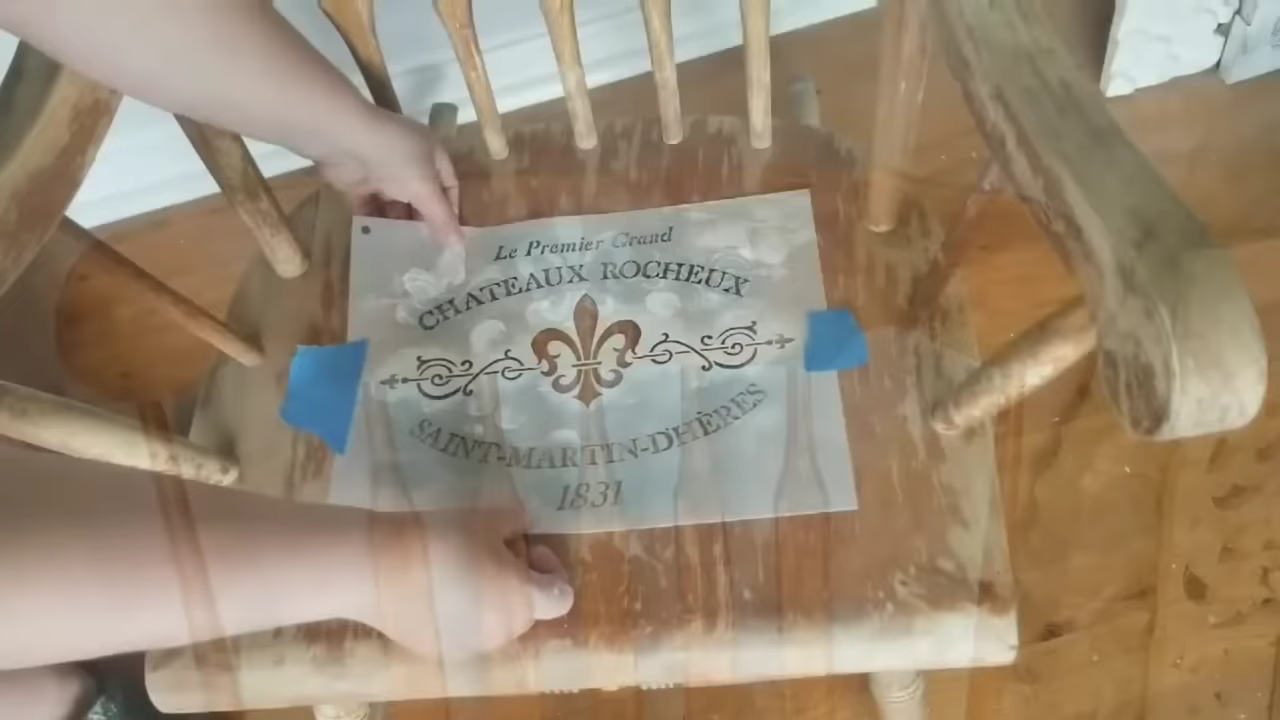 Le Premier Grand
CHATEAUX ROCHEUX
SAINT-MARTIN-D'HÈRES
1831